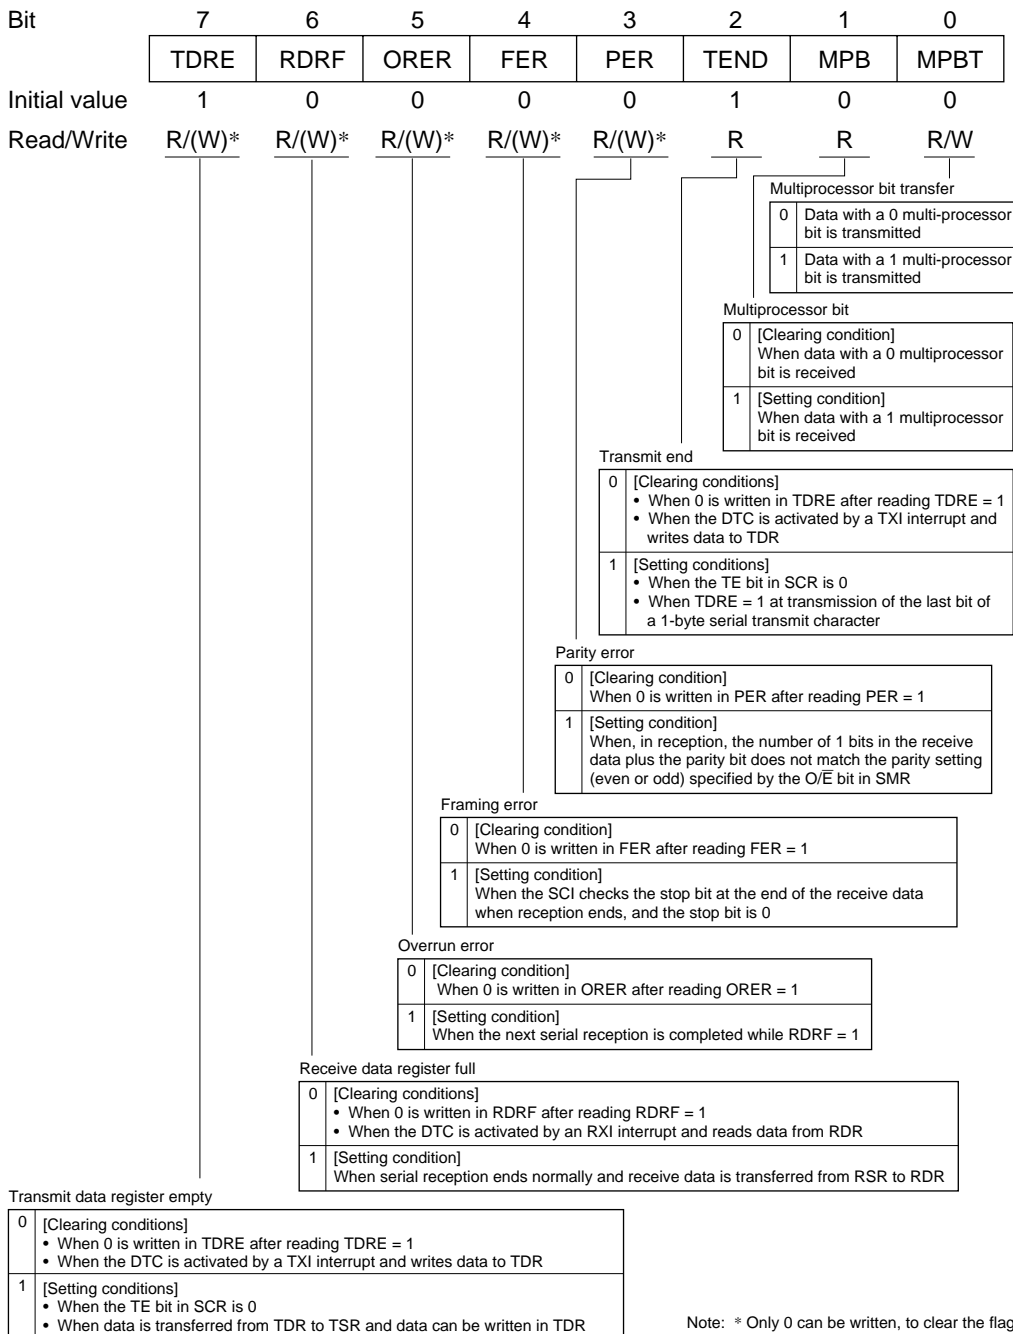 Bit 7 6 5 4 3 2 1 0
TDRE RDRF ORER FER PER TEND MPB MPBT
Initial value 1 0 0 0 0 1 0 0
Read/Write R/(W)* R/(W)* R/(W)* R/(W)* R/(W)* R R R/W
Multiprocessor bit transfer
0 Data with a 0 multi-processor
bit is transmitted
1 Data with a 1 multi-processor
bit is transmitted
Multiprocessor bit
0 [Clearing condition]
When data with a 0 multiprocessor
bit is received
1 [Setting condition]
When data with a 1 multiprocessor
bit is received
Transmit end
0 [Clearing conditions]
• When 0 is written in TDRE after reading TDRE = 1
• When the DTC is activated by a TXI interrupt and
writes data to TDR
1 [Setting conditions]
• When the TE bit in SCR is 0
• When TDRE = 1 at transmission of the last bit of
a 1-byte serial transmit character
Parity error
0 [Clearing condition]
When 0 is written in PER after reading PER = 1
1 [Setting condition]
When, in reception, the number of 1 bits in the receive
data plus the parity bit does not match the parity setting
(even or odd) specified by the O/E̅ bit in SMR
Framing error
0 [Clearing condition]
When 0 is written in FER after reading FER = 1
1 [Setting condition]
When the SCI checks the stop bit at the end of the receive data
when reception ends, and the stop bit is 0
Overrun error
0 [Clearing condition]
When 0 is written in ORER after reading ORER = 1
1 [Setting condition]
When the next serial reception is completed while RDRF = 1
Receive data register full
0 [Clearing conditions]
• When 0 is written in RDRF after reading RDRF = 1
• When the DTC is activated by an RXI interrupt and reads data from RDR
1 [Setting condition]
When serial reception ends normally and receive data is transferred from RSR to RDR
Transmit data register empty
0 [Clearing conditions]
• When 0 is written in TDRE after reading TDRE = 1
• When the DTC is activated by a TXI interrupt and writes data to TDR
1 [Setting conditions]
• When the TE bit in SCR is 0
• When data is transferred from TDR to TSR and data can be written in TDR
Note: * Only 0 can be written, to clear the flag